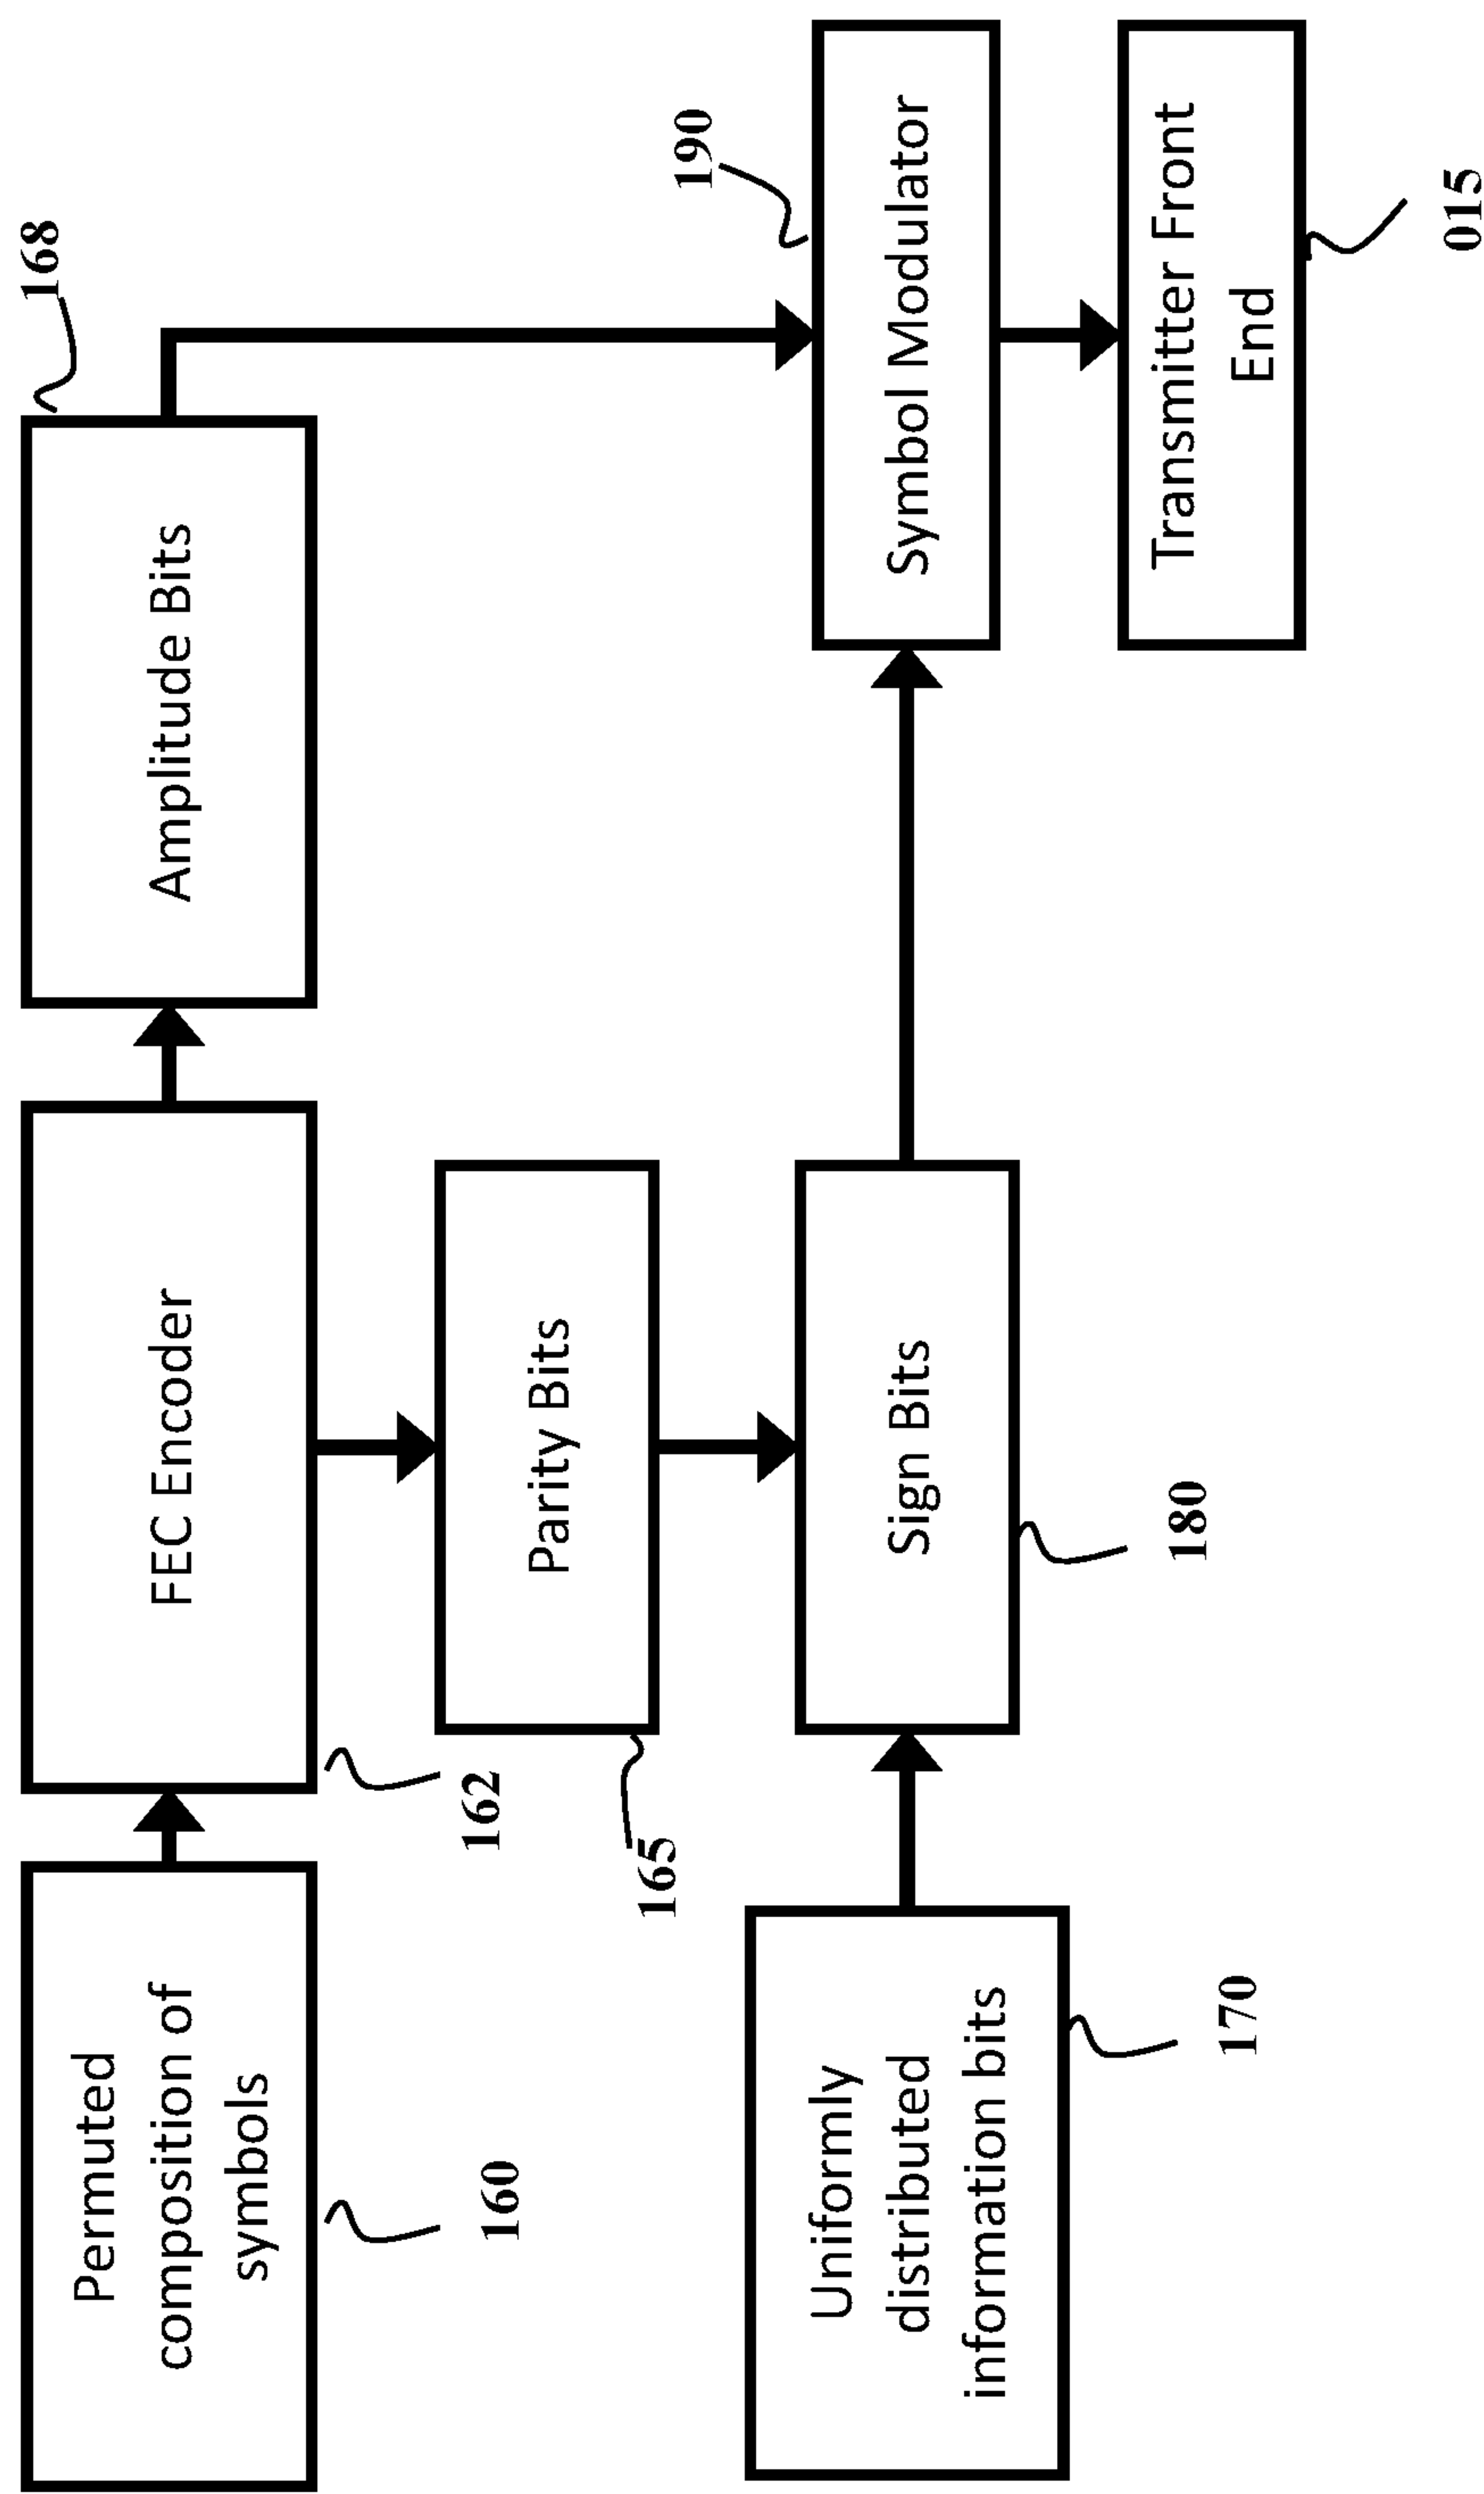 Permuted
composition of
symbols
160
FEC Encoder
162
Amplitude Bits
168
Parity Bits
165
Uniformly
distributed
information bits
170
Sign Bits
180
Symbol Modulator
190
Transmitter Front
End
015